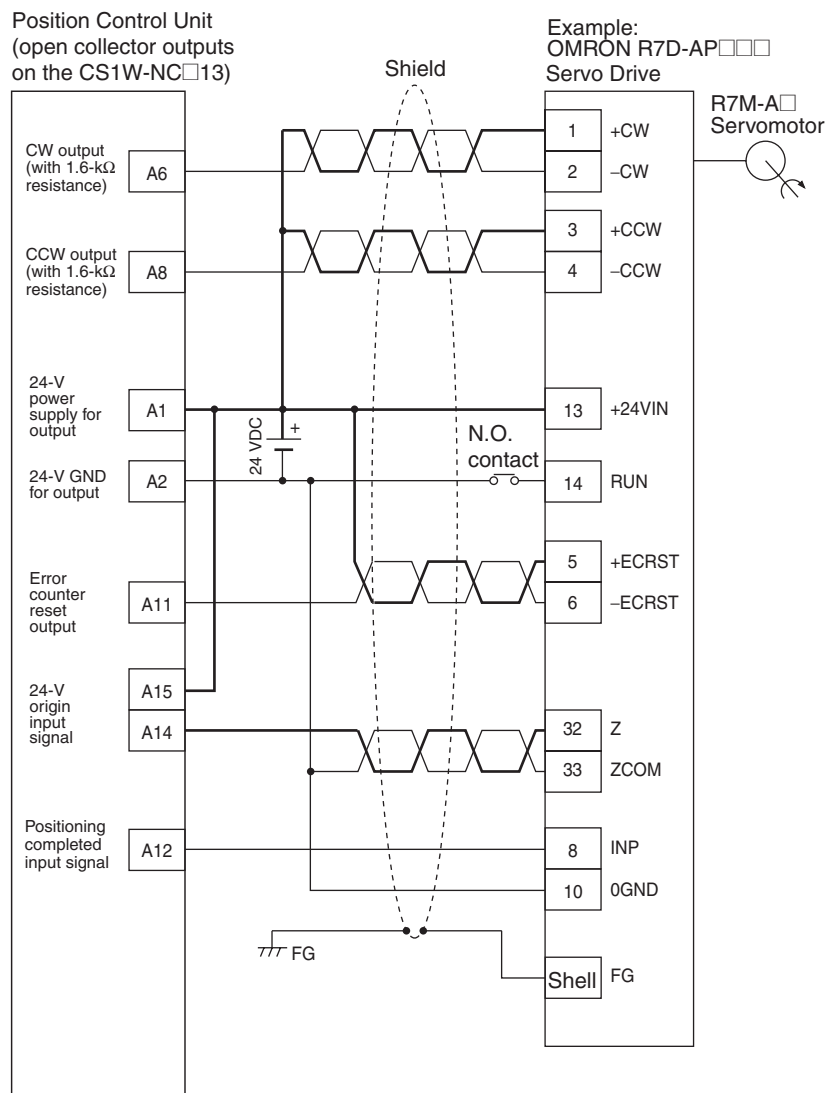 Position Control Unit
(open collector outputs
on the CS1W-NC□13)
Shield
Example:
OMRON R7D-AP□□□
Servo Drive
R7M-A□
Servomotor
CW output
(with 1.6-kΩ
resistance)
A6
1
+CW
2
−CW
CCW output
(with 1.6-kΩ
resistance)
A8
3
+CCW
4
−CCW
24-V
power
supply for
output
A1
24 VDC
+
13
+24VIN
24-V GND
for output
A2
N.O.
contact
14
RUN
Error
counter
reset
output
A11
5
+ECRST
6
−ECRST
24-V
origin
input
signal
A15
A14
32
Z
33
ZCOM
Positioning
completed
input signal
A12
8
INP
10
0GND
FG
Shell
FG